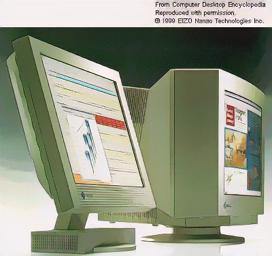 From Computer Desktop Encyclopedia
Reproduced with permission.
© 1999 EIZO Nanao Technologies Inc.